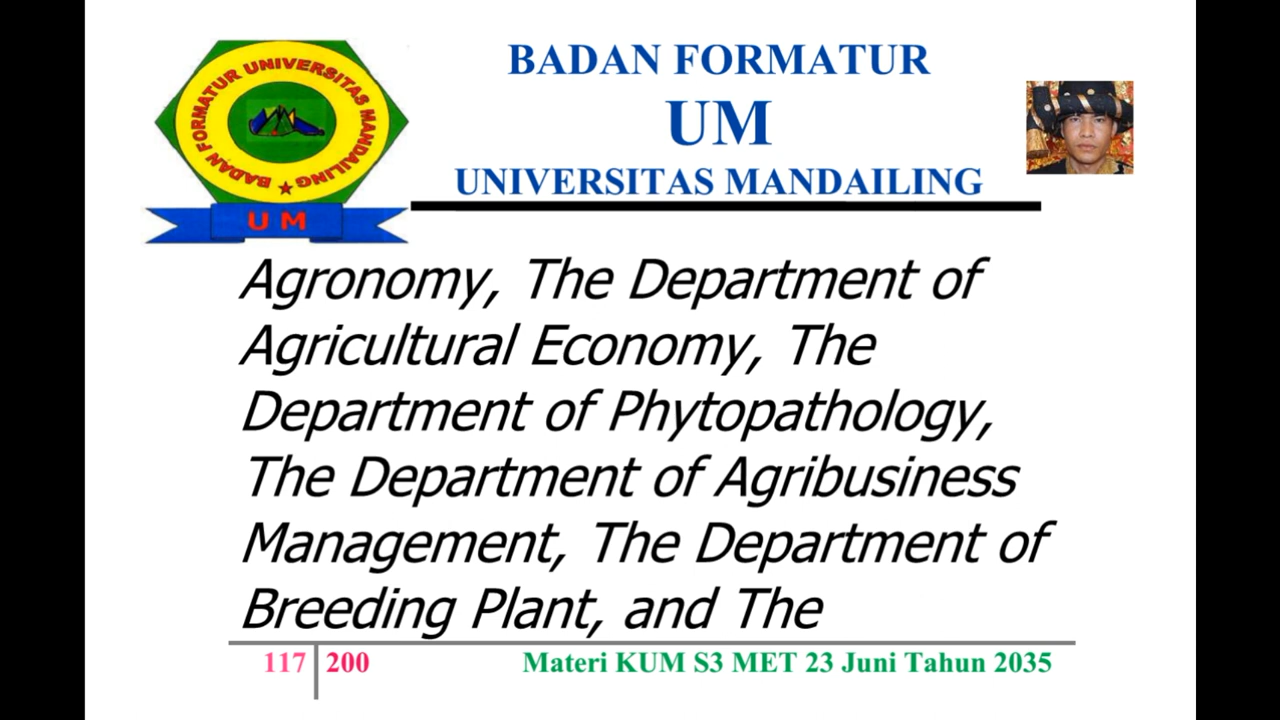 BADAN FORMATUR UNIVERSITAS MANDAILING
U M
BADAN FORMATUR
UM
UNIVERSITAS MANDAILING
Agronomy, The Department of
Agricultural Economy, The
Department of Phytopathology,
The Department of Agribusiness
Management, The Department of
Breeding Plant, and The
117 200 Materi KUM S3 MET 23 Juni Tahun 2035